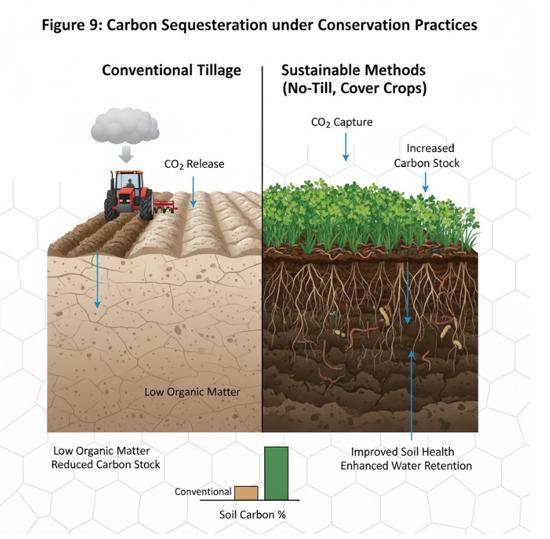 Figure 9: Carbon Sequesteration under Conservation Practices
Conventional Tillage
Sustainable Methods
(No-Till, Cover Crops)
CO₂ Release
CO₂ Capture
Increased
Carbon Stock
Low Organic Matter
Low Organic Matter
Reduced Carbon Stock
Improved Soil Health
Enhanced Water Retention
Conventional
Soil Carbon %